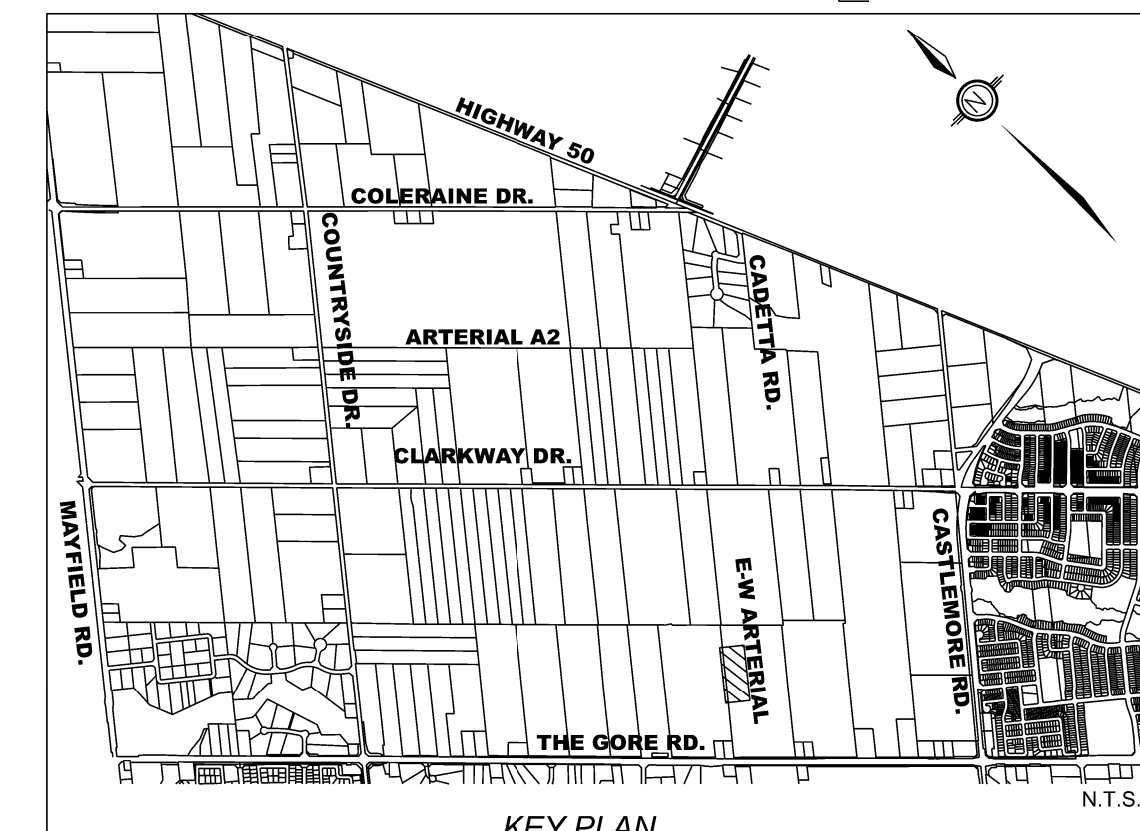 N
HIGHWAY 50
COLERAINE DR.
COUNTRYSIDE DR.
CADETTA RD.
ARTERIAL A2
CLARKWAY DR.
MAYFIELD RD.
CASTLEMORE RD.
E-W ARTERIAL
THE GORE RD.
N.T.S.
KEY PLAN